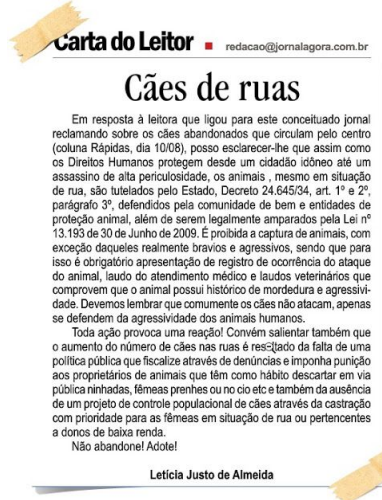 Carta do Leitor ▪ redacao@jornalagora.com.br
Cães de ruas
Em resposta à leitora que ligou para este conceituado jornal
reclamando sobre os cães abandonados que circulam pelo centro
(coluna Rápidas, dia 10/08), posso esclarecer-lhe que assim como
os Direitos Humanos protegem desde um cidadão idôneo até um
assassino de alta periculosidade, os animais , mesmo em situação
de rua, são tutelados pelo Estado, Decreto 24.645/34, art. 1º e 2º,
parágrafo 3º, defendidos pela comunidade de bem e entidades de
proteção animal, além de serem legalmente amparados pela Lei nº
13.193 de 30 de Junho de 2009. É proibida a captura de animais, com
exceção daqueles realmente bravios e agressivos, sendo que para
isso é obrigatório apresentação de registro de ocorrência do ataque
do animal, laudo do atendimento médico e laudos veterinários que
comprovem que o animal possui histórico de mordedura e agressivi-
dade. Devemos lembrar que comumente os cães não atacam, apenas
se defendem da agressividade dos animais humanos.
Toda ação provoca uma reação! Convém salientar também que
o aumento do número de cães nas ruas é resultado da falta de uma
política pública que fiscalize através de denúncias e imponha punição
aos proprietários de animais que têm como hábito descartar em via
pública ninhadas, fêmeas prenhes ou no cio etc e também da ausência
de um projeto de controle populacional de cães através da castração
com prioridade para as fêmeas em situação de rua ou pertencentes
a donos de baixa renda.
Não abandone! Adote!
Letícia Justo de Almeida